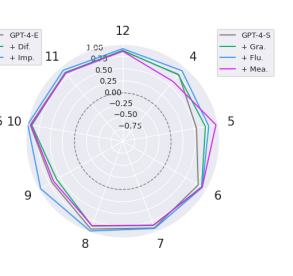 GPT-4-E
+ Dif.
+ Imp.
GPT-4-S
+ Gra.
+ Flu.
+ Mea.
12
11
4
1.00
0.75
0.50
0.25
0.00
−0.25
−0.50
−0.75
10
5
9
6
8
7